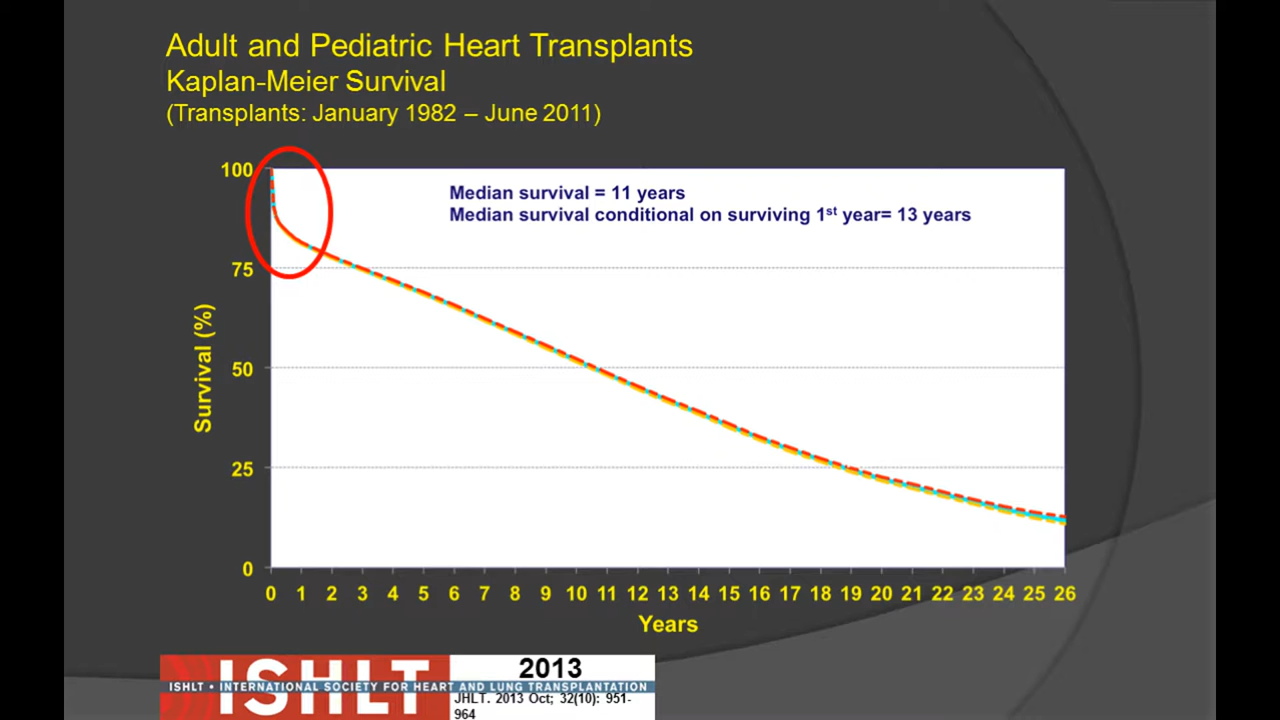 Adult and Pediatric Heart Transplants
Kaplan-Meier Survival
(Transplants: January 1982 – June 2011)
Median survival = 11 years
Median survival conditional on surviving 1st year= 13 years
100
75
50
25
0
Survival (%)
0 1 2 3 4 5 6 7 8 9 10 11 12 13 14 15 16 17 18 19 20 21 22 23 24 25 26
Years
ISHLT
2013
ISHLT • INTERNATIONAL SOCIETY FOR HEART AND LUNG TRANSPLANTATION
JHLT. 2013 Oct; 32(10): 951-
964